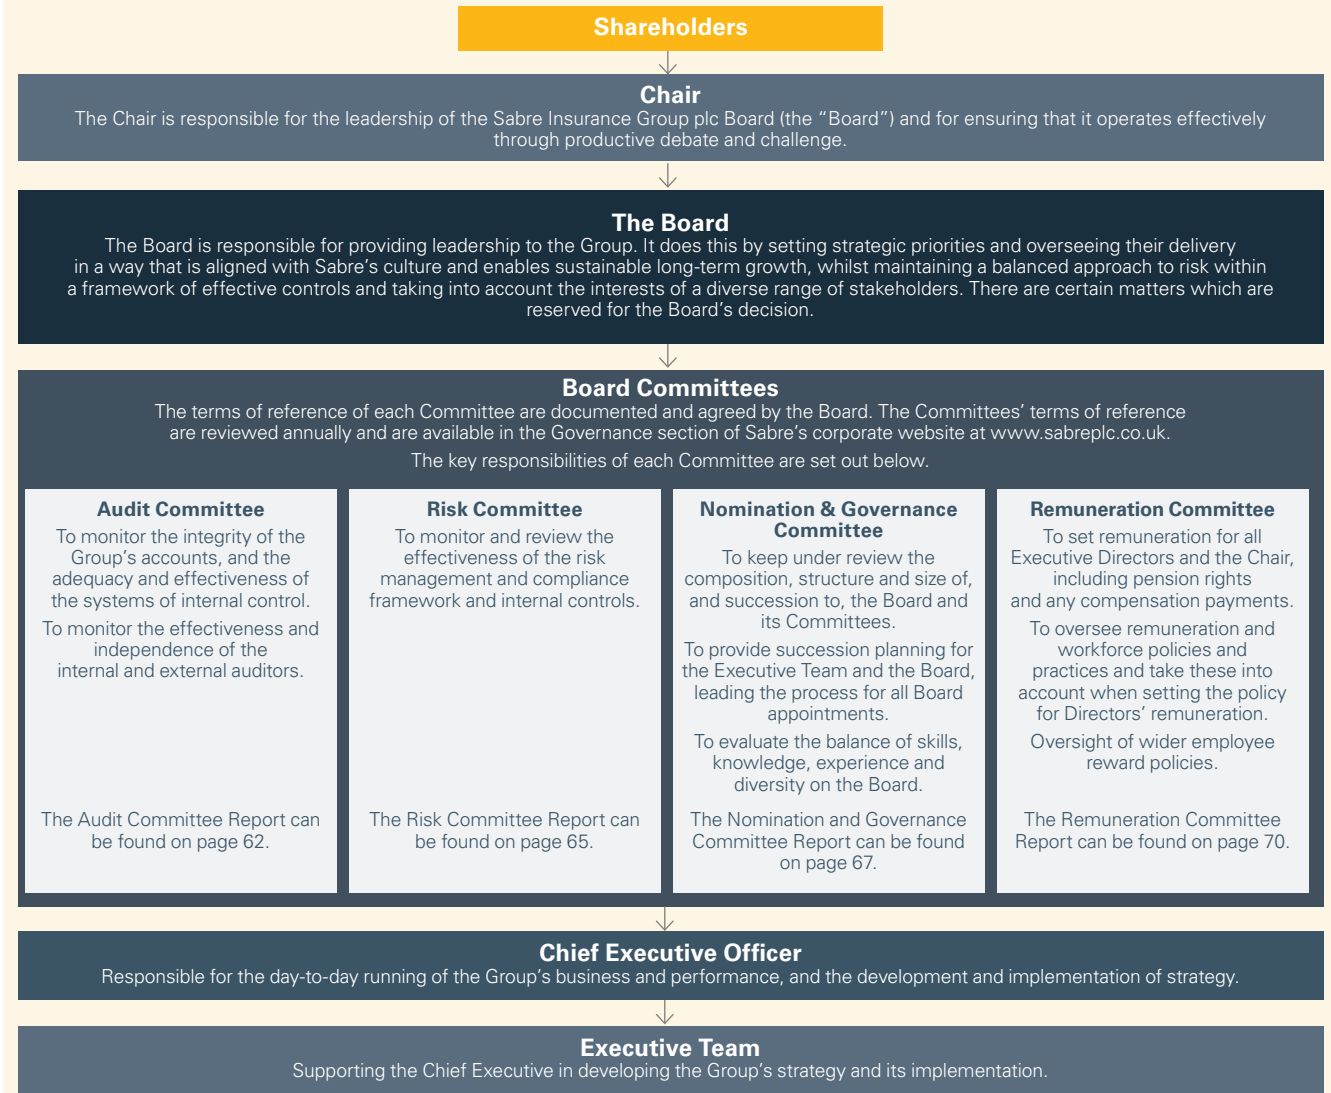 Shareholders
Chair
The Chair is responsible for the leadership of the Sabre Insurance Group plc Board (the “Board”) and for ensuring that it operates effectively
through productive debate and challenge.
The Board
The Board is responsible for providing leadership to the Group. It does this by setting strategic priorities and overseeing their delivery
in a way that is aligned with Sabre’s culture and enables sustainable long-term growth, whilst maintaining a balanced approach to risk within
a framework of effective controls and taking into account the interests of a diverse range of stakeholders. There are certain matters which are
reserved for the Board’s decision.
Board Committees
The terms of reference of each Committee are documented and agreed by the Board. The Committees’ terms of reference
are reviewed annually and are available in the Governance section of Sabre’s corporate website at www.sabreplc.co.uk.
The key responsibilities of each Committee are set out below.
Audit Committee
To monitor the integrity of the
Group’s accounts, and the
adequacy and effectiveness of
the systems of internal control.
To monitor the effectiveness and
independence of the
internal and external auditors.
The Audit Committee Report can
be found on page 62.
Risk Committee
To monitor and review the
effectiveness of the risk
management and compliance
framework and internal controls.
The Risk Committee Report can
be found on page 65.
Nomination & Governance
Committee
To keep under review the
composition, structure and size of,
and succession to, the Board and
its Committees.
To provide succession planning for
the Executive Team and the Board,
leading the process for all Board
appointments.
To evaluate the balance of skills,
knowledge, experience and
diversity on the Board.
The Nomination and Governance
Committee Report can be found
on page 67.
Remuneration Committee
To set remuneration for all
Executive Directors and the Chair,
including pension rights
and any compensation payments.
To oversee remuneration and
workforce policies and
practices and take these into
account when setting the policy
for Directors’ remuneration.
Oversight of wider employee
reward policies.
The Remuneration Committee
Report can be found on page 70.
Chief Executive Officer
Responsible for the day-to-day running of the Group’s business and performance, and the development and implementation of strategy.
Executive Team
Supporting the Chief Executive in developing the Group’s strategy and its implementation.